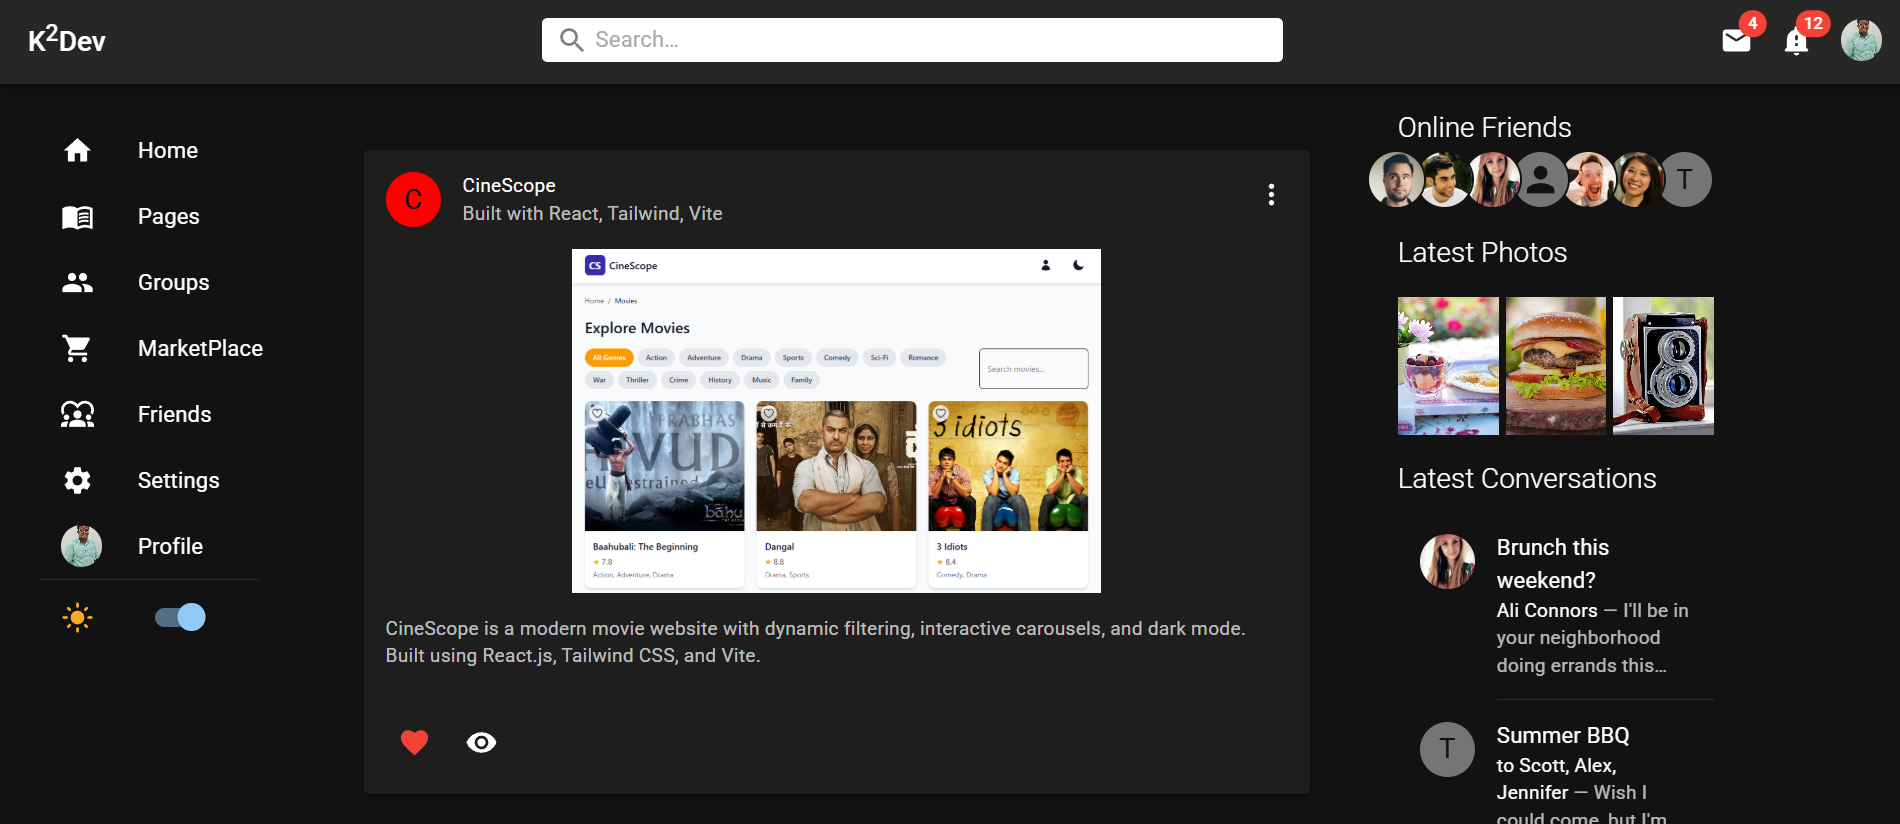 K²Dev
Search...
4
12
Home
Pages
Groups
MarketPlace
Friends
Settings
Profile
C
CineScope
Built with React, Tailwind, Vite
CS CineScope
Home / Movies
Explore Movies
All Genres Action Adventure Drama Sports Comedy Sci-Fi Romance
War Thriller Crime History Music Family
Search movies...
PRABHAS
3 idiots
Baahubali: The Beginning
★ 7.8
Action, Adventure, Drama
Dangal
★ 8.8
Drama, Sports
3 Idiots
★ 8.4
Comedy, Drama
CineScope is a modern movie website with dynamic filtering, interactive carousels, and dark mode.
Built using React.js, Tailwind CSS, and Vite.
Online Friends
T
Latest Photos
Latest Conversations
Brunch this
weekend?
Ali Connors — I'll be in
your neighborhood
doing errands this...
T
Summer BBQ
to Scott, Alex,
Jennifer — Wish I
could come, but I'm